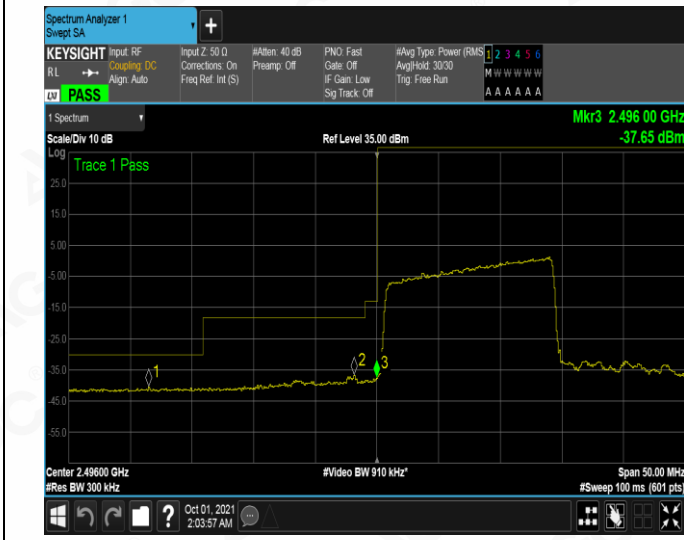 Spectrum Analyzer 1
Swept SA
+
KEYSIGHT
RL
LXI PASS
Input: RF
Coupling: DC
Align: Auto
Input Z: 50 Ω
Corrections: On
Freq Ref: Int (S)
#Atten: 40 dB
Preamp: Off
PNO: Fast
Gate: Off
IF Gain: Low
Sig Track: Off
#Avg Type: Power (RMS
Avg|Hold: 30/30
Trig: Free Run
1 2 3 4 5 6
M W W W W W
A A A A A A
1 Spectrum
Mkr3 2.496 00 GHz
-37.65 dBm
Scale/Div 10 dB
Ref Level 35.00 dBm
Log
Trace 1 Pass
25.0
15.0
5.00
-5.00
-15.0
-25.0
-35.0
-45.0
-55.0
1
2
3
Center 2.49600 GHz
#Res BW 300 kHz
#Video BW 910 kHz*
Span 50.00 MHz
#Sweep 100 ms (601 pts)
?
Oct 01, 2021
2:03:57 AM